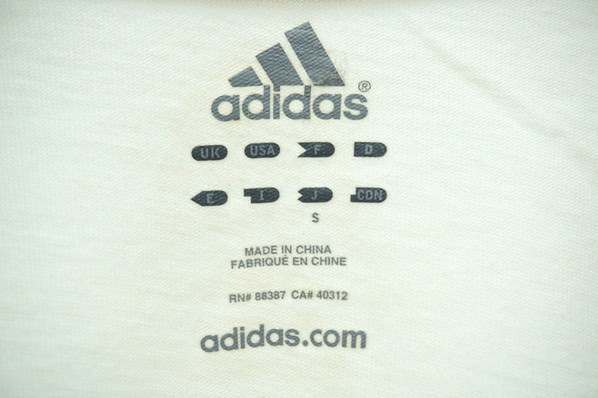 adidas®
UK USA F D
E I J CDN
S
MADE IN CHINA
FABRIQUÉ EN CHINE
RN# 88387 CA# 40312
adidas.com